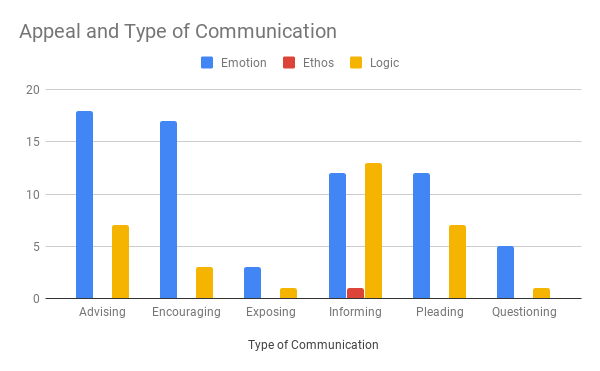 Appeal and Type of Communication
Emotion Ethos Logic
20
15
10
5
0
Advising Encouraging Exposing Informing Pleading Questioning
Type of Communication